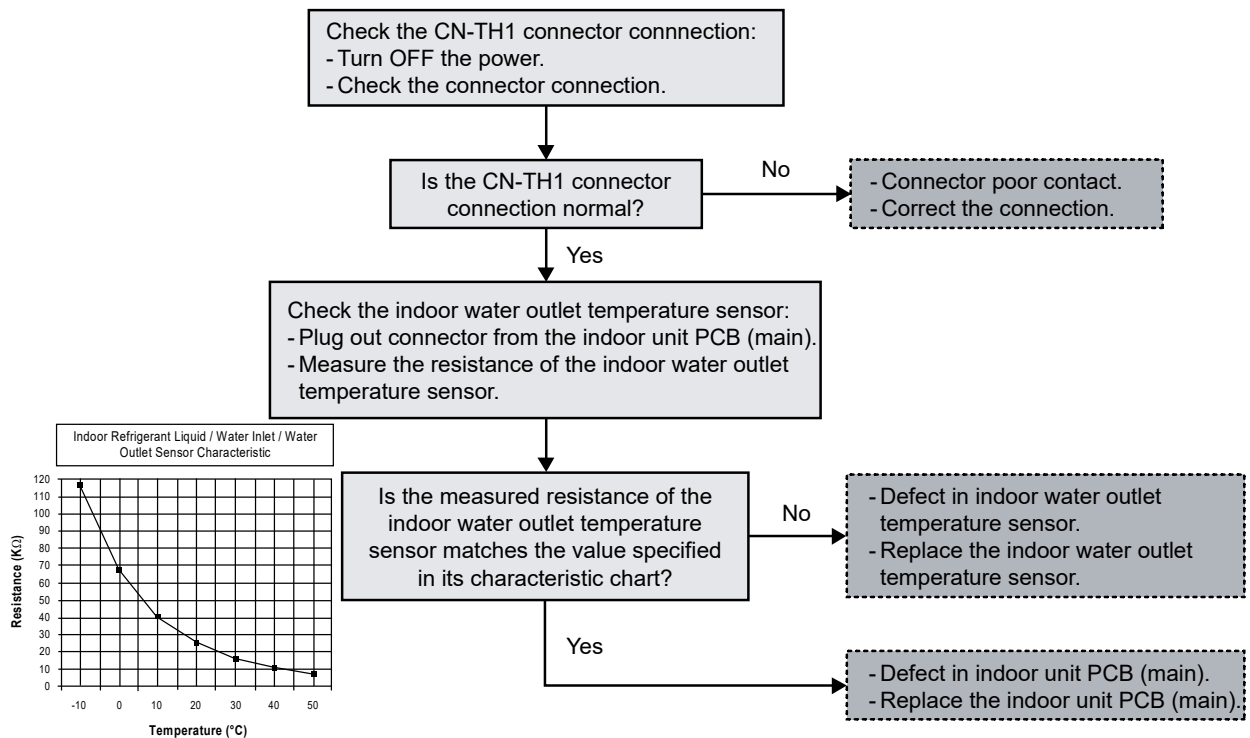 Check the CN-TH1 connector connnection:
- Turn OFF the power.
- Check the connector connection.
Is the CN-TH1 connector
connection normal?
No
- Connector poor contact.
- Correct the connection.
Yes
Check the indoor water outlet temperature sensor:
- Plug out connector from the indoor unit PCB (main).
- Measure the resistance of the indoor water outlet
temperature sensor.
Indoor Refrigerant Liquid / Water Inlet / Water
Outlet Sensor Characteristic
120
110
100
90
80
70
60
50
40
30
20
10
0
Resistance (KΩ)
-10 0 10 20 30 40 50
Temperature (°C)
Is the measured resistance of the
indoor water outlet temperature
sensor matches the value specified
in its characteristic chart?
No
- Defect in indoor water outlet
temperature sensor.
- Replace the indoor water outlet
temperature sensor.
Yes
- Defect in indoor unit PCB (main).
- Replace the indoor unit PCB (main).